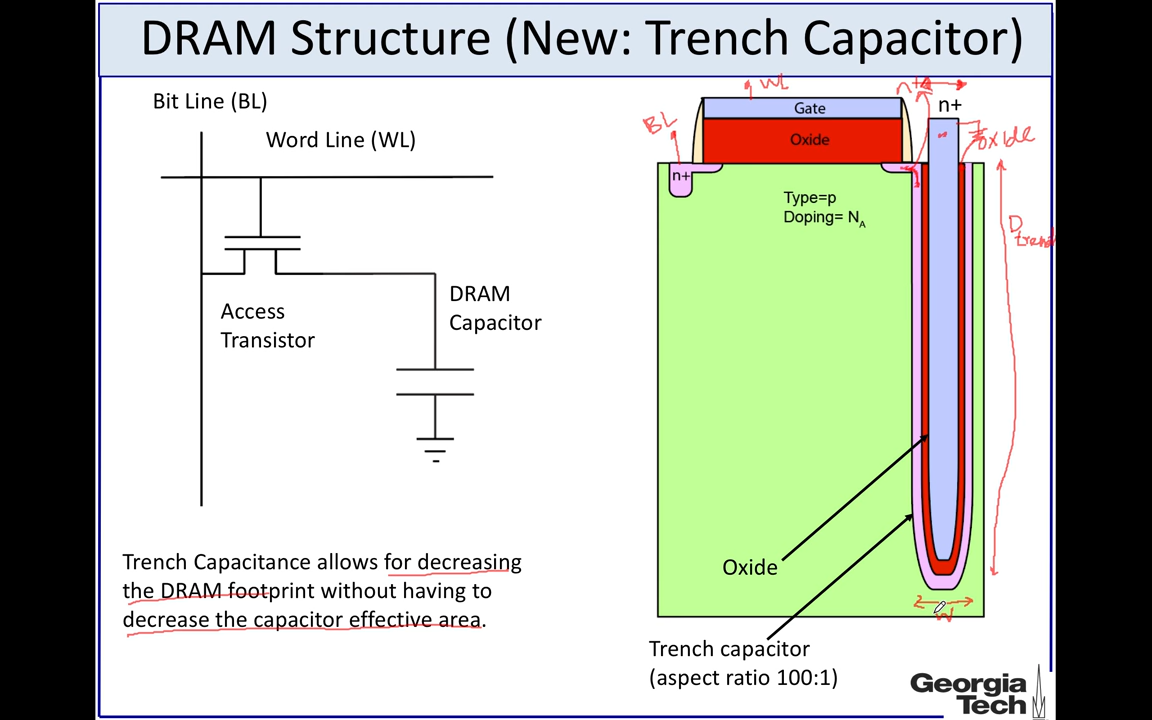 DRAM Structure (New: Trench Capacitor)
Bit Line (BL)
Word Line (WL)
Access
Transistor
DRAM
Capacitor
Trench Capacitance allows for decreasing
the DRAM footprint without having to
decrease the capacitor effective area.
WL
n+
n+
BL
Gate
Oxide
oxide
n+
Type=p
Doping= NA
D
Oxide
W
Trench capacitor
(aspect ratio 100:1)
Georgia
Tech